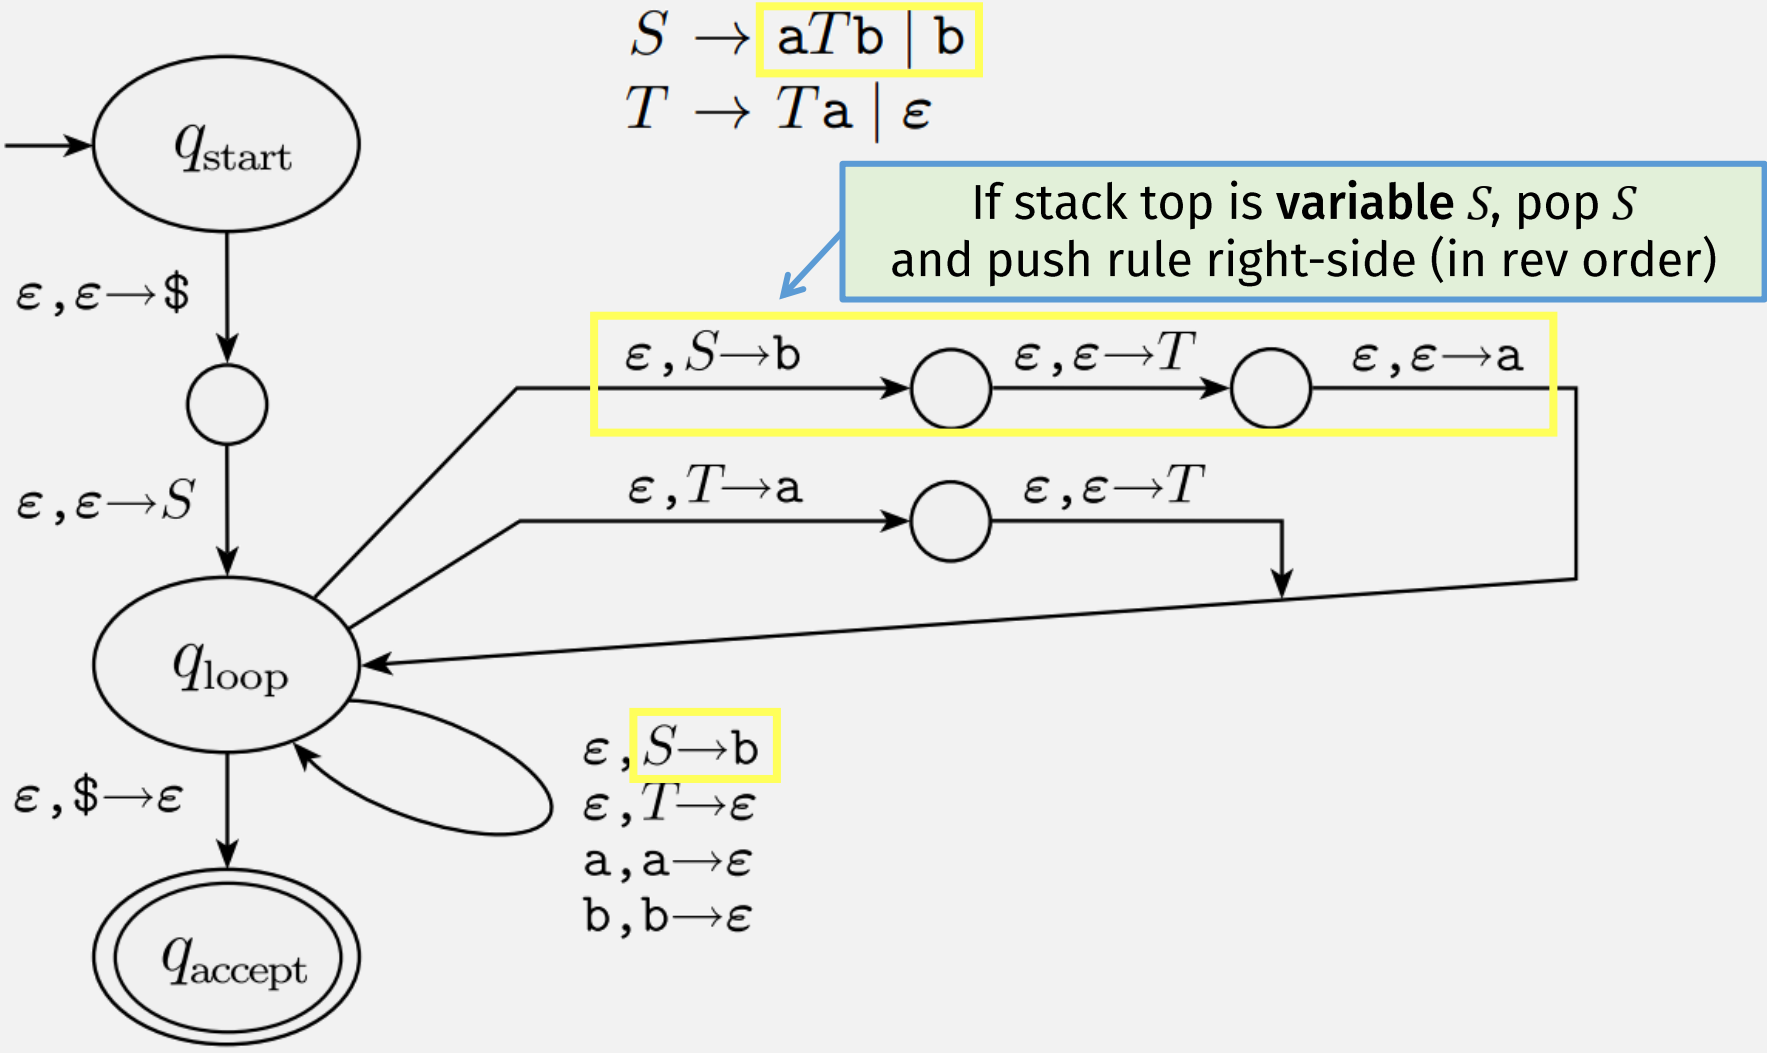 S → aTb | b
T → Ta | ε
q_start
If stack top is variable S, pop S
and push rule right-side (in rev order)
ε,ε→$
ε,S→b
ε,ε→T
ε,ε→a
ε,ε→S
ε,T→a
ε,ε→T
q_loop
ε,S→b
ε,T→ε
a,a→ε
b,b→ε
ε,$→ε
q_accept